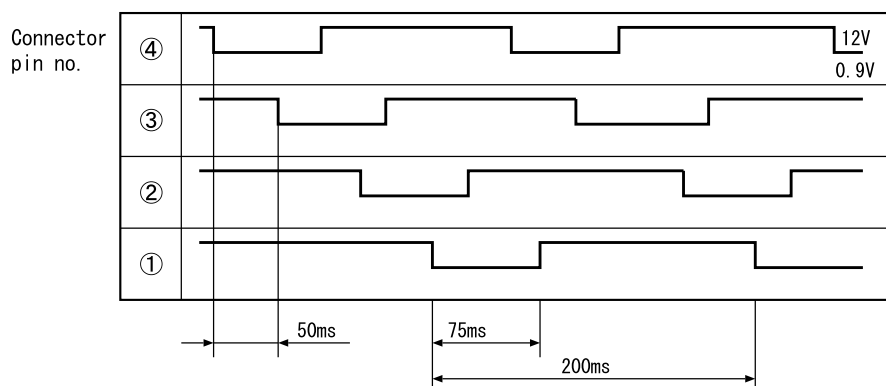 Connector
pin no.
④
12V
0.9V
③
②
①
50ms
75ms
200ms